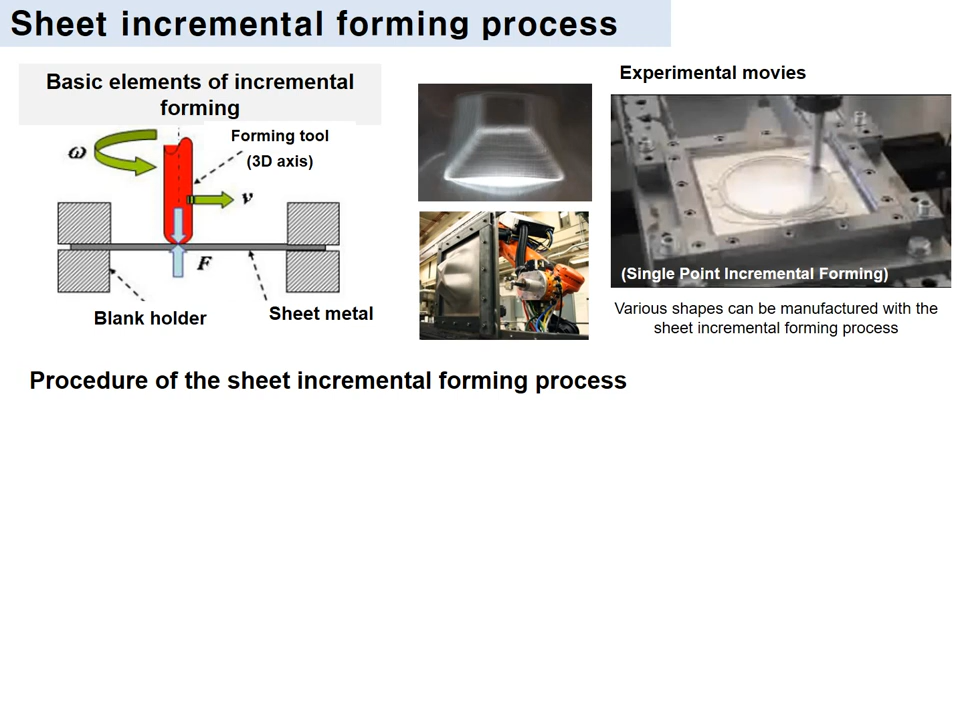 Sheet incremental forming process
Basic elements of incremental
forming
Forming tool
(3D axis)
ω
v
F
Blank holder
Sheet metal
Experimental movies
(Single Point Incremental Forming)
Various shapes can be manufactured with the
sheet incremental forming process
Procedure of the sheet incremental forming process